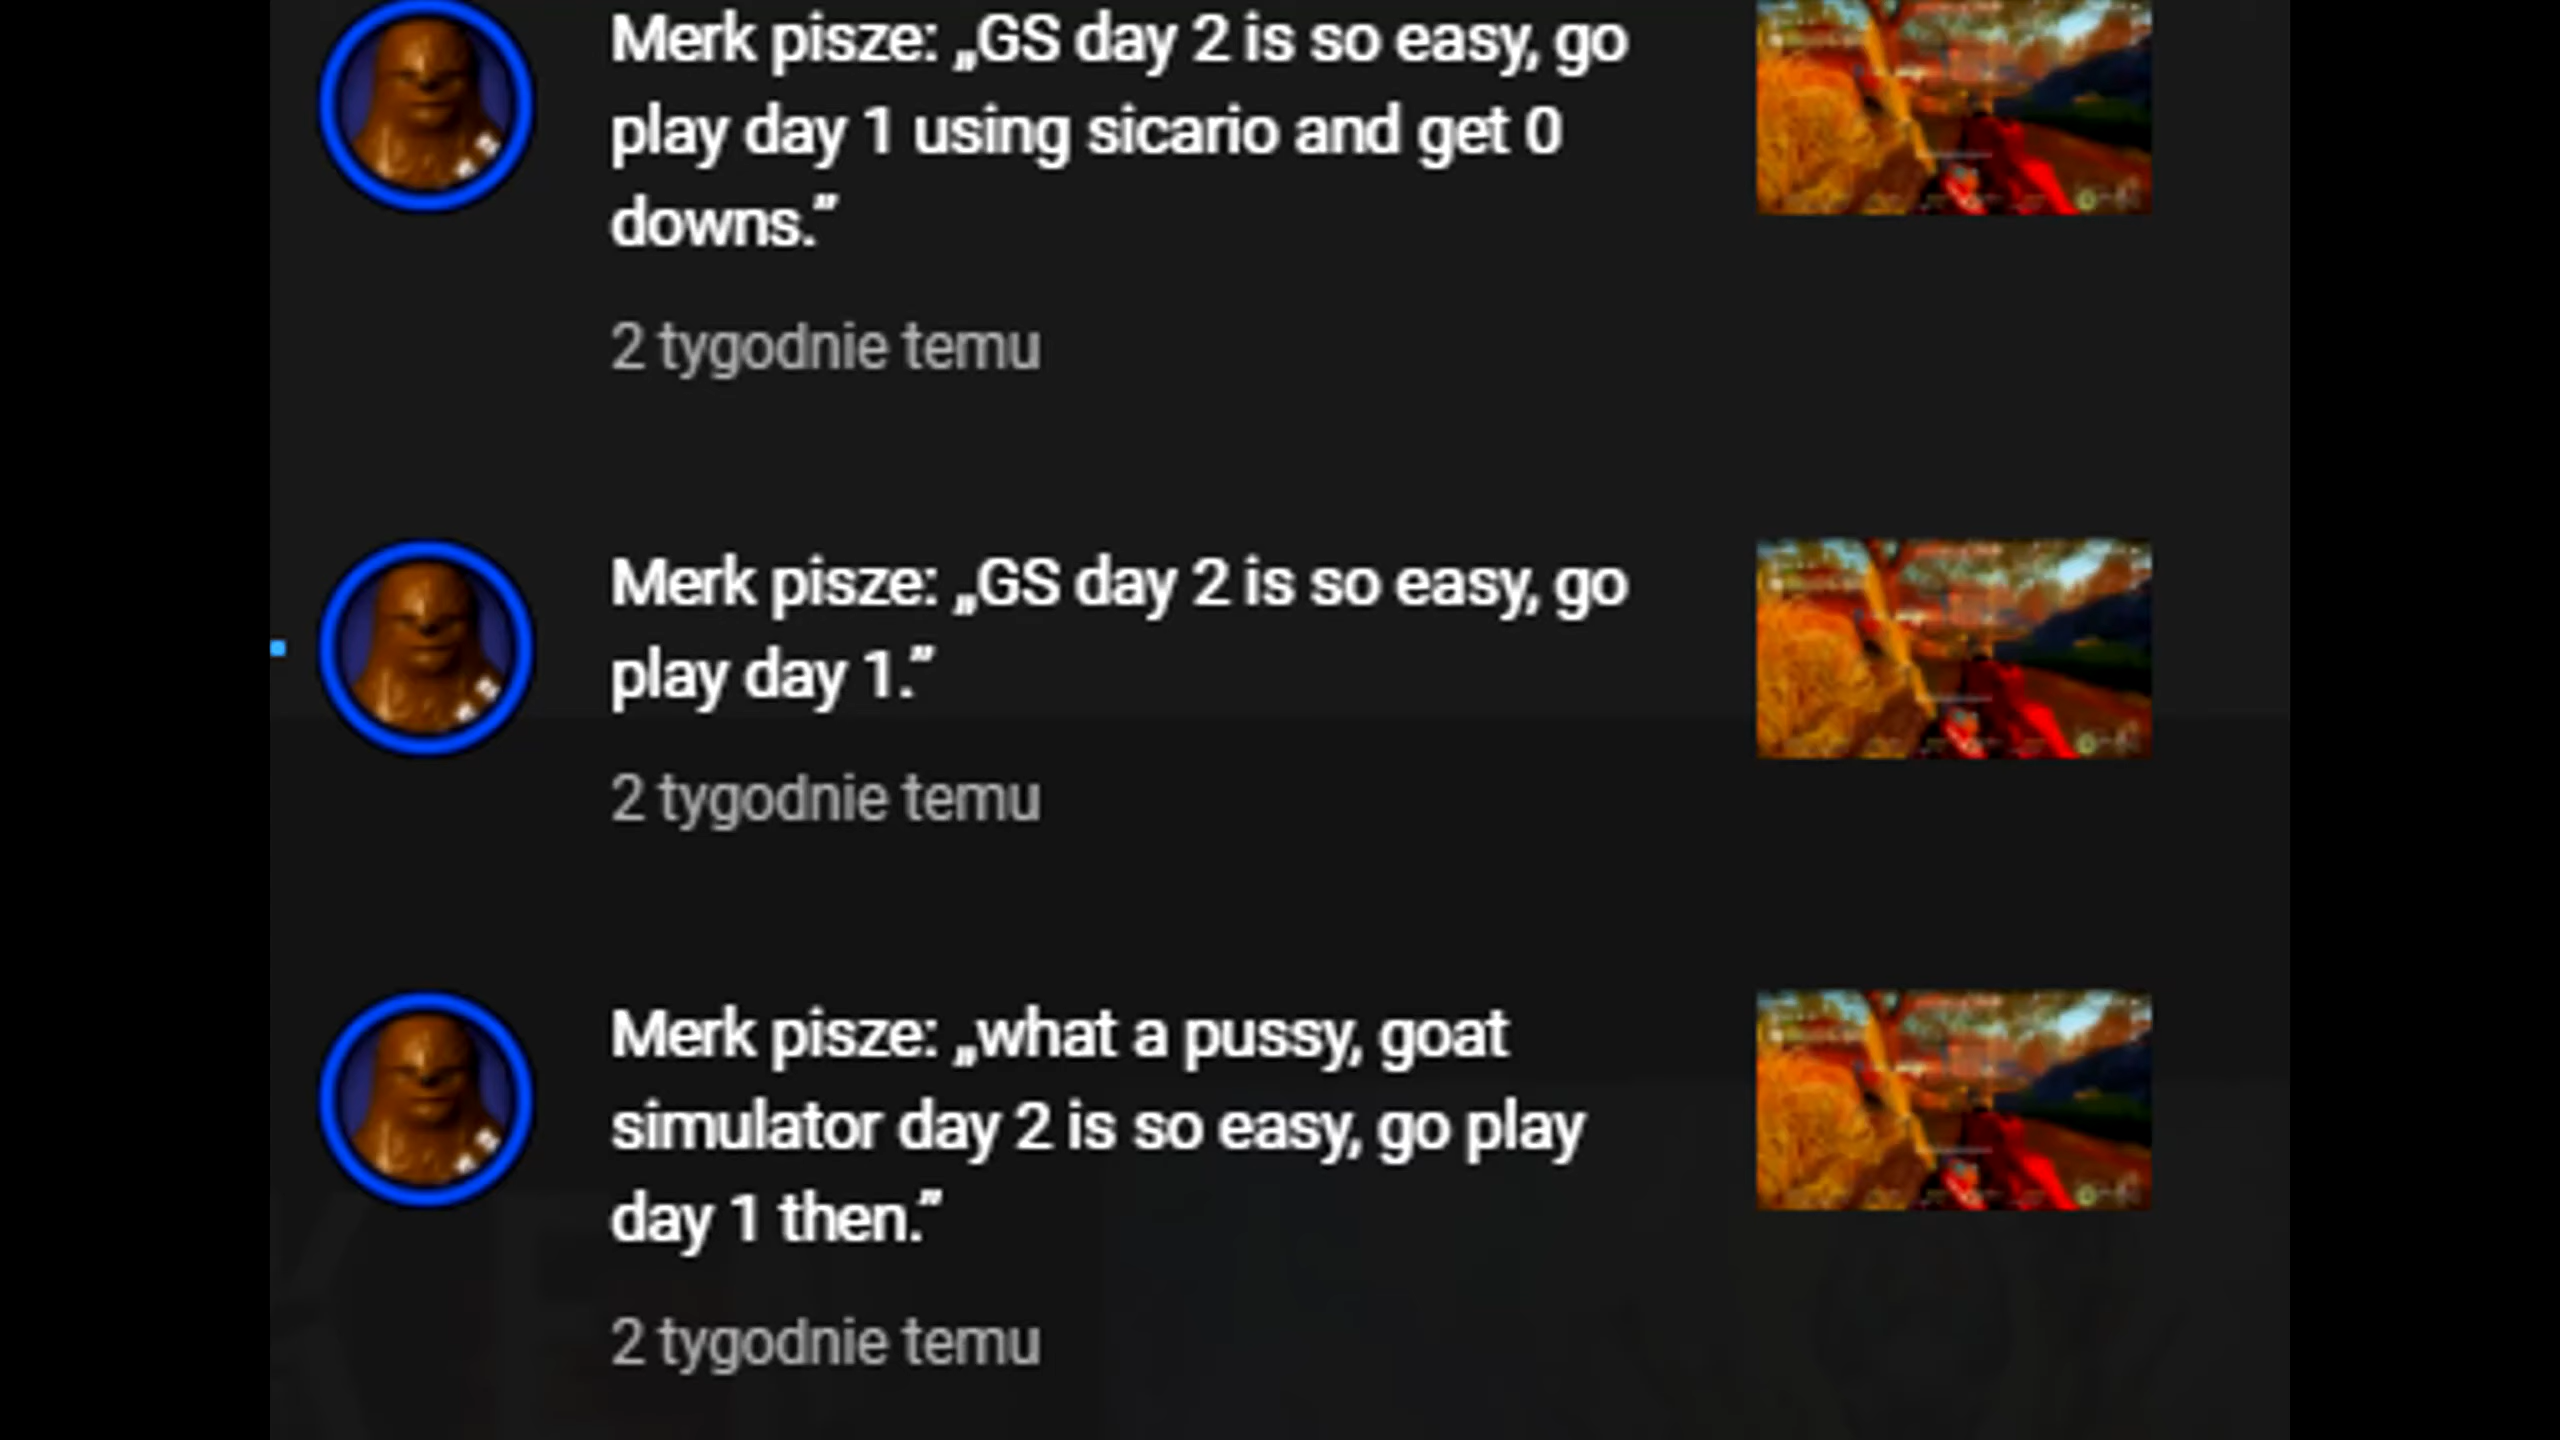 Merk pisze: „GS day 2 is so easy, go
play day 1 using sicario and get 0
downs.”
2 tygodnie temu
Merk pisze: „GS day 2 is so easy, go
play day 1.”
2 tygodnie temu
Merk pisze: „what a pussy, goat
simulator day 2 is so easy, go play
day 1 then.”
2 tygodnie temu